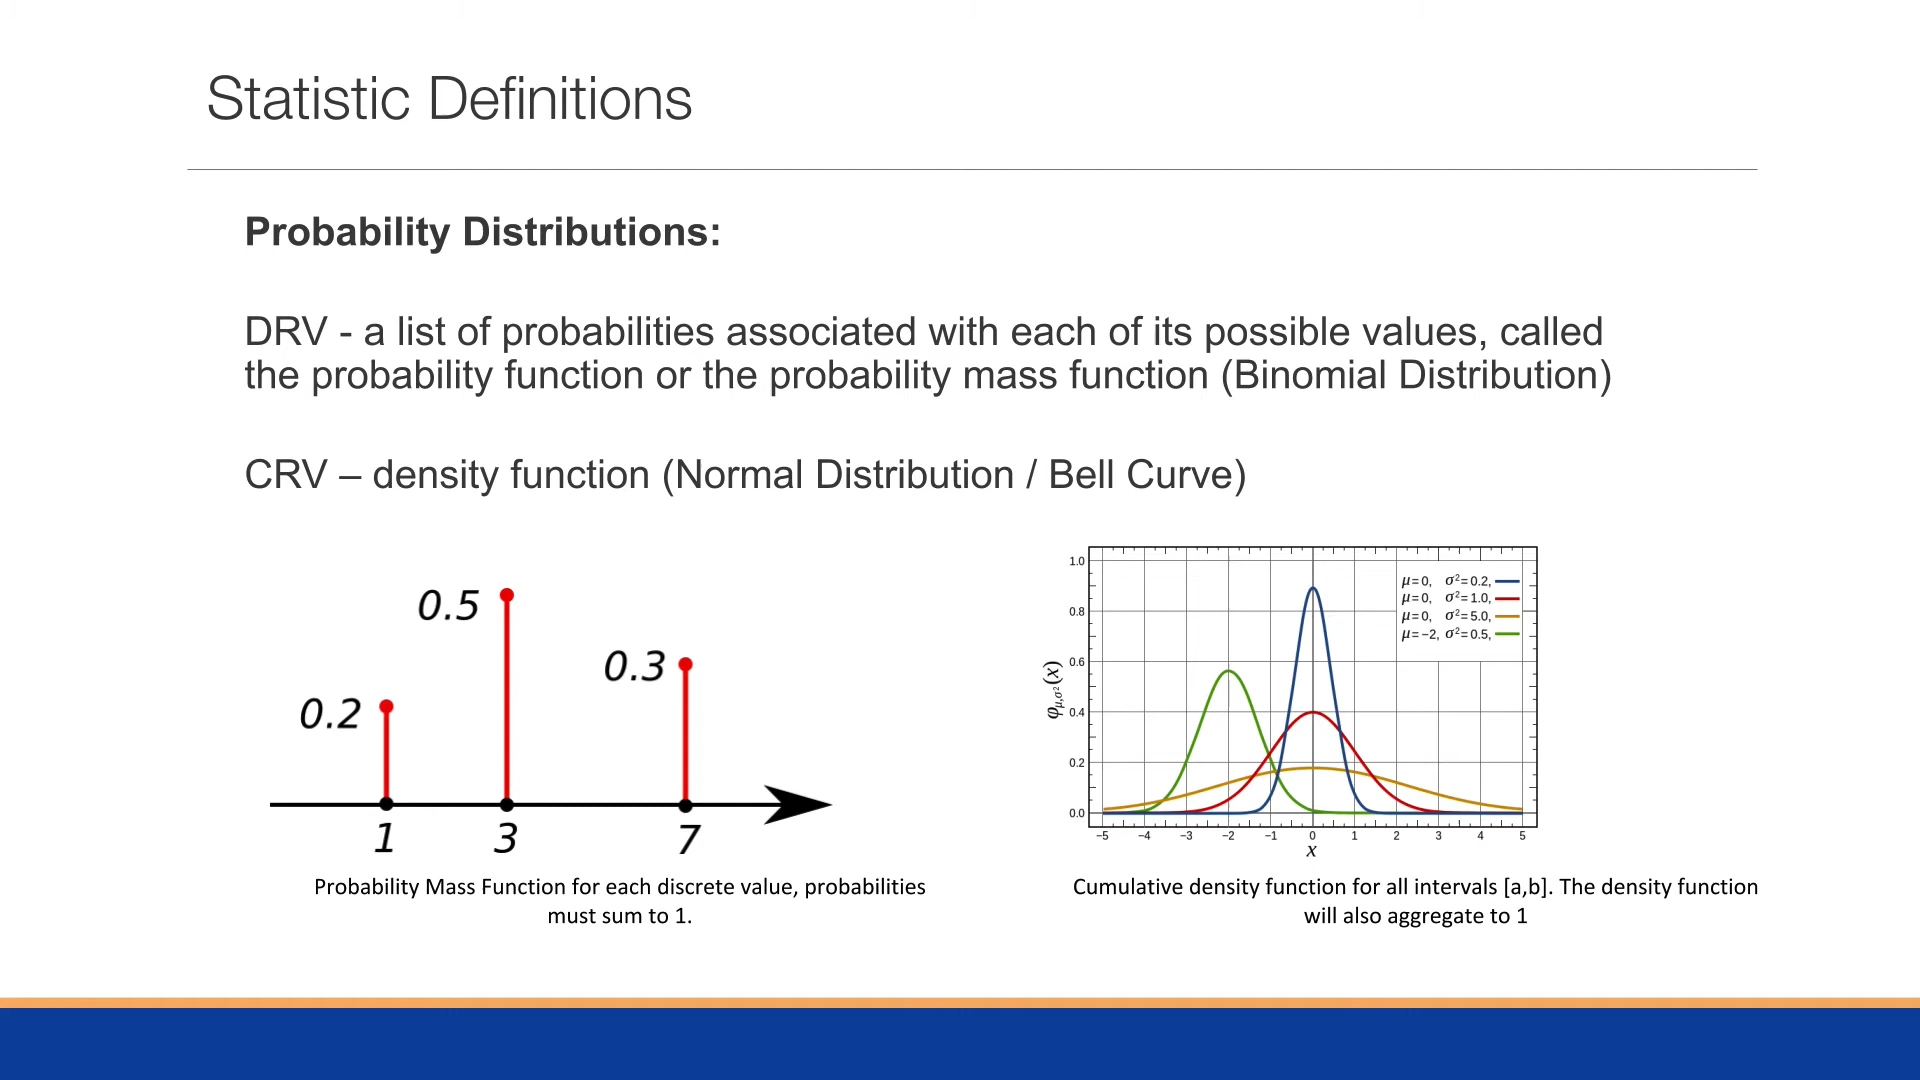 Statistic Definitions
Probability Distributions:
DRV - a list of probabilities associated with each of its possible values, called
the probability function or the probability mass function (Binomial Distribution)
CRV – density function (Normal Distribution / Bell Curve)
0.5
0.3
0.2
1 3 7
Probability Mass Function for each discrete value, probabilities
must sum to 1.
φμ,σ²(x)
1.0
0.8
0.6
0.4
0.2
0.0
μ=0, σ²=0.2,
μ=0, σ²=1.0,
μ=0, σ²=5.0,
μ=−2, σ²=0.5,
−5 −4 −3 −2 −1 0 1 2 3 4 5
x
Cumulative density function for all intervals [a,b]. The density function
will also aggregate to 1